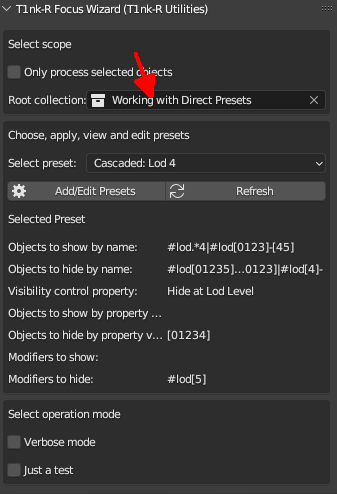 T1nk-R Focus Wizard (T1nk-R Utilities)
Select scope
Only process selected objects
Root collection: Working with Direct Presets
Choose, apply, view and edit presets
Select preset: Cascaded: Lod 4
Add/Edit Presets Refresh
Selected Preset
Objects to show by name: #lod.*4|#lod[0123]-[45]
Objects to hide by name: #lod[01235]...0123]|#lod[4]-
Visibility control property: Hide at Lod Level
Objects to show by property ...
Objects to hide by property v... [01234]
Modifiers to show:
Modifiers to hide: #lod[5]
Select operation mode
Verbose mode
Just a test